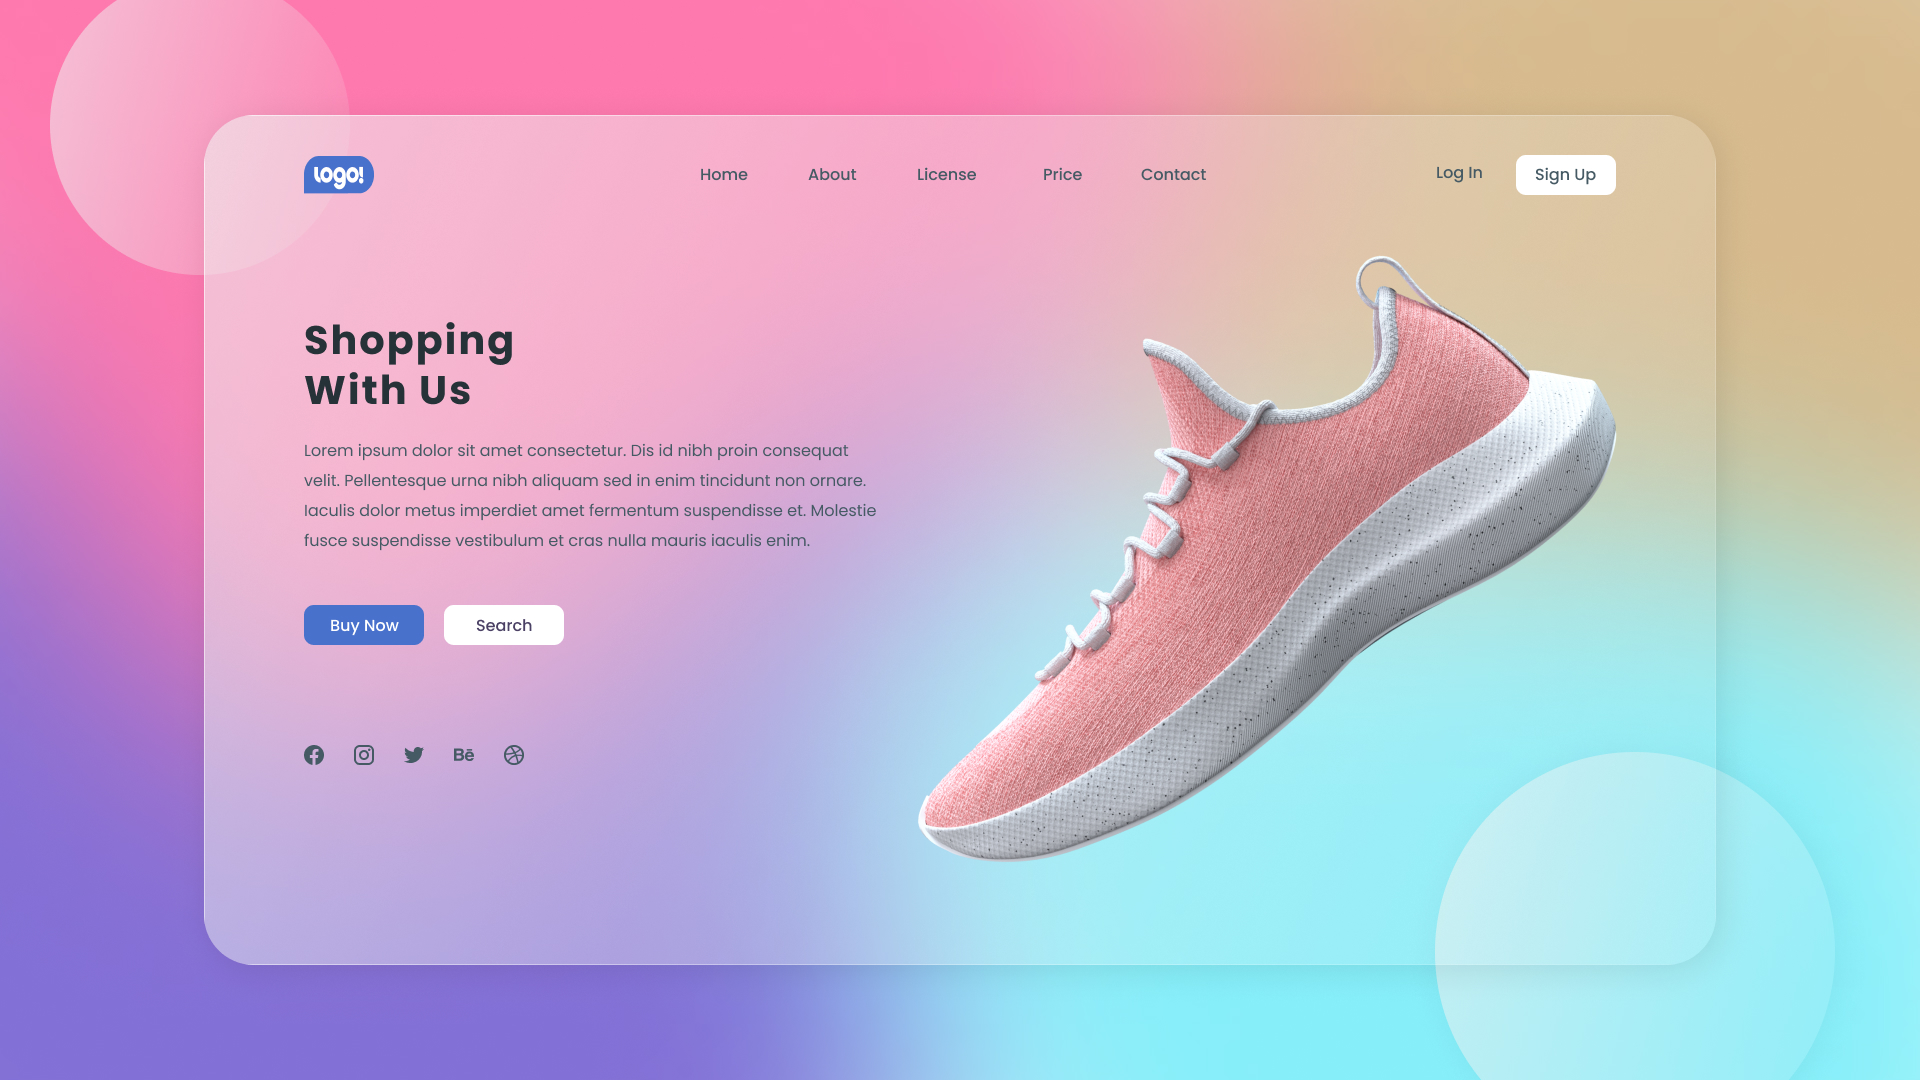 logo!
Home
About
License
Price
Contact
Log In
Sign Up
Shopping
With Us
Lorem ipsum dolor sit amet consectetur. Dis id nibh proin consequat
velit. Pellentesque urna nibh aliquam sed in enim tincidunt non ornare.
Iaculis dolor metus imperdiet amet fermentum suspendisse et. Molestie
fusce suspendisse vestibulum et cras nulla mauris iaculis enim.
Buy Now
Search
Bē